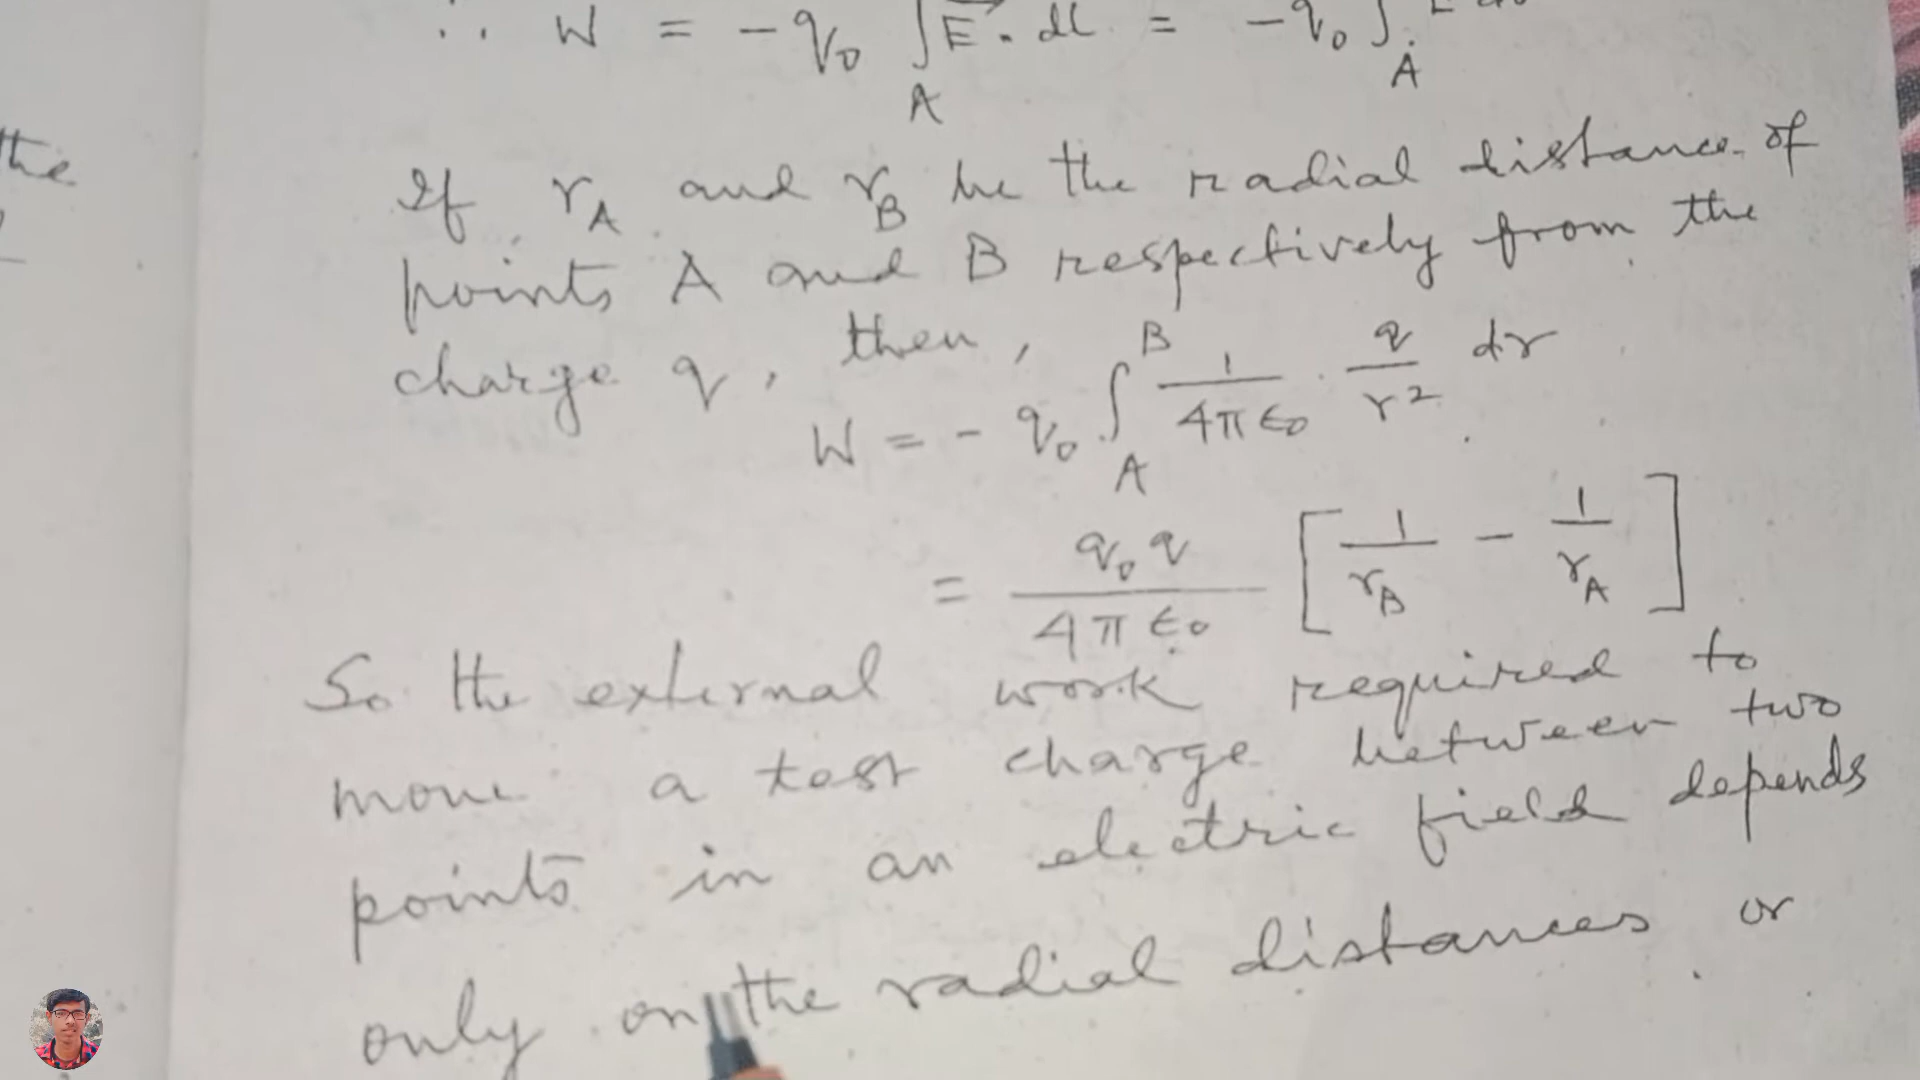 the
∴ W = -q₀ ∫ E⃗ . dl = -q₀ ∫
A A
If r_A and r_B be the radial distance of
points A and B respectively from the
charge q, then,
W = - q₀ ∫_A^B 1/4πε₀ . q/r² dr
= q₀q/4πε₀ [1/r_B - 1/r_A]
So the external work required to
move a test charge between two
points in an electric field depends
only on the radial distances or